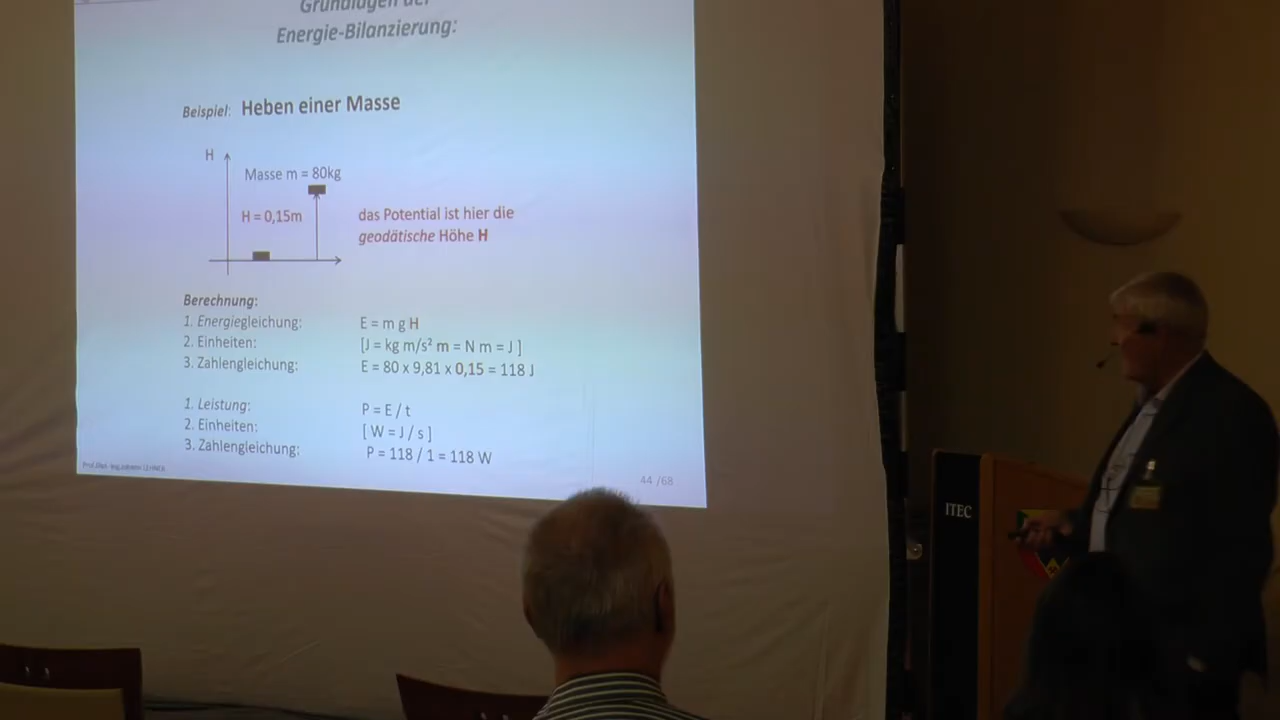 Grundlagen der
Energie-Bilanzierung:
Beispiel: Heben einer Masse
H
Masse m = 80kg
H = 0,15m
das Potential ist hier die
geodätische Höhe H
Berechnung:
1. Energiegleichung: E = m g H
2. Einheiten: [J = kg m/s² m = N m = J ]
3. Zahlengleichung: E = 80 x 9,81 x 0,15 = 118 J
1. Leistung: P = E / t
2. Einheiten: [ W = J / s ]
3. Zahlengleichung: P = 118 / 1 = 118 W
44 /68
ITEC